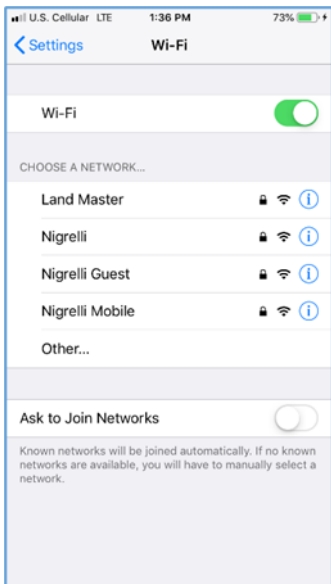 U.S. Cellular LTE 1:36 PM 73%
Settings Wi-Fi
Wi-Fi
CHOOSE A NETWORK...
Land Master
Nigrelli
Nigrelli Guest
Nigrelli Mobile
Other...
Ask to Join Networks
Known networks will be joined automatically. If no known
networks are available, you will have to manually select a
network.